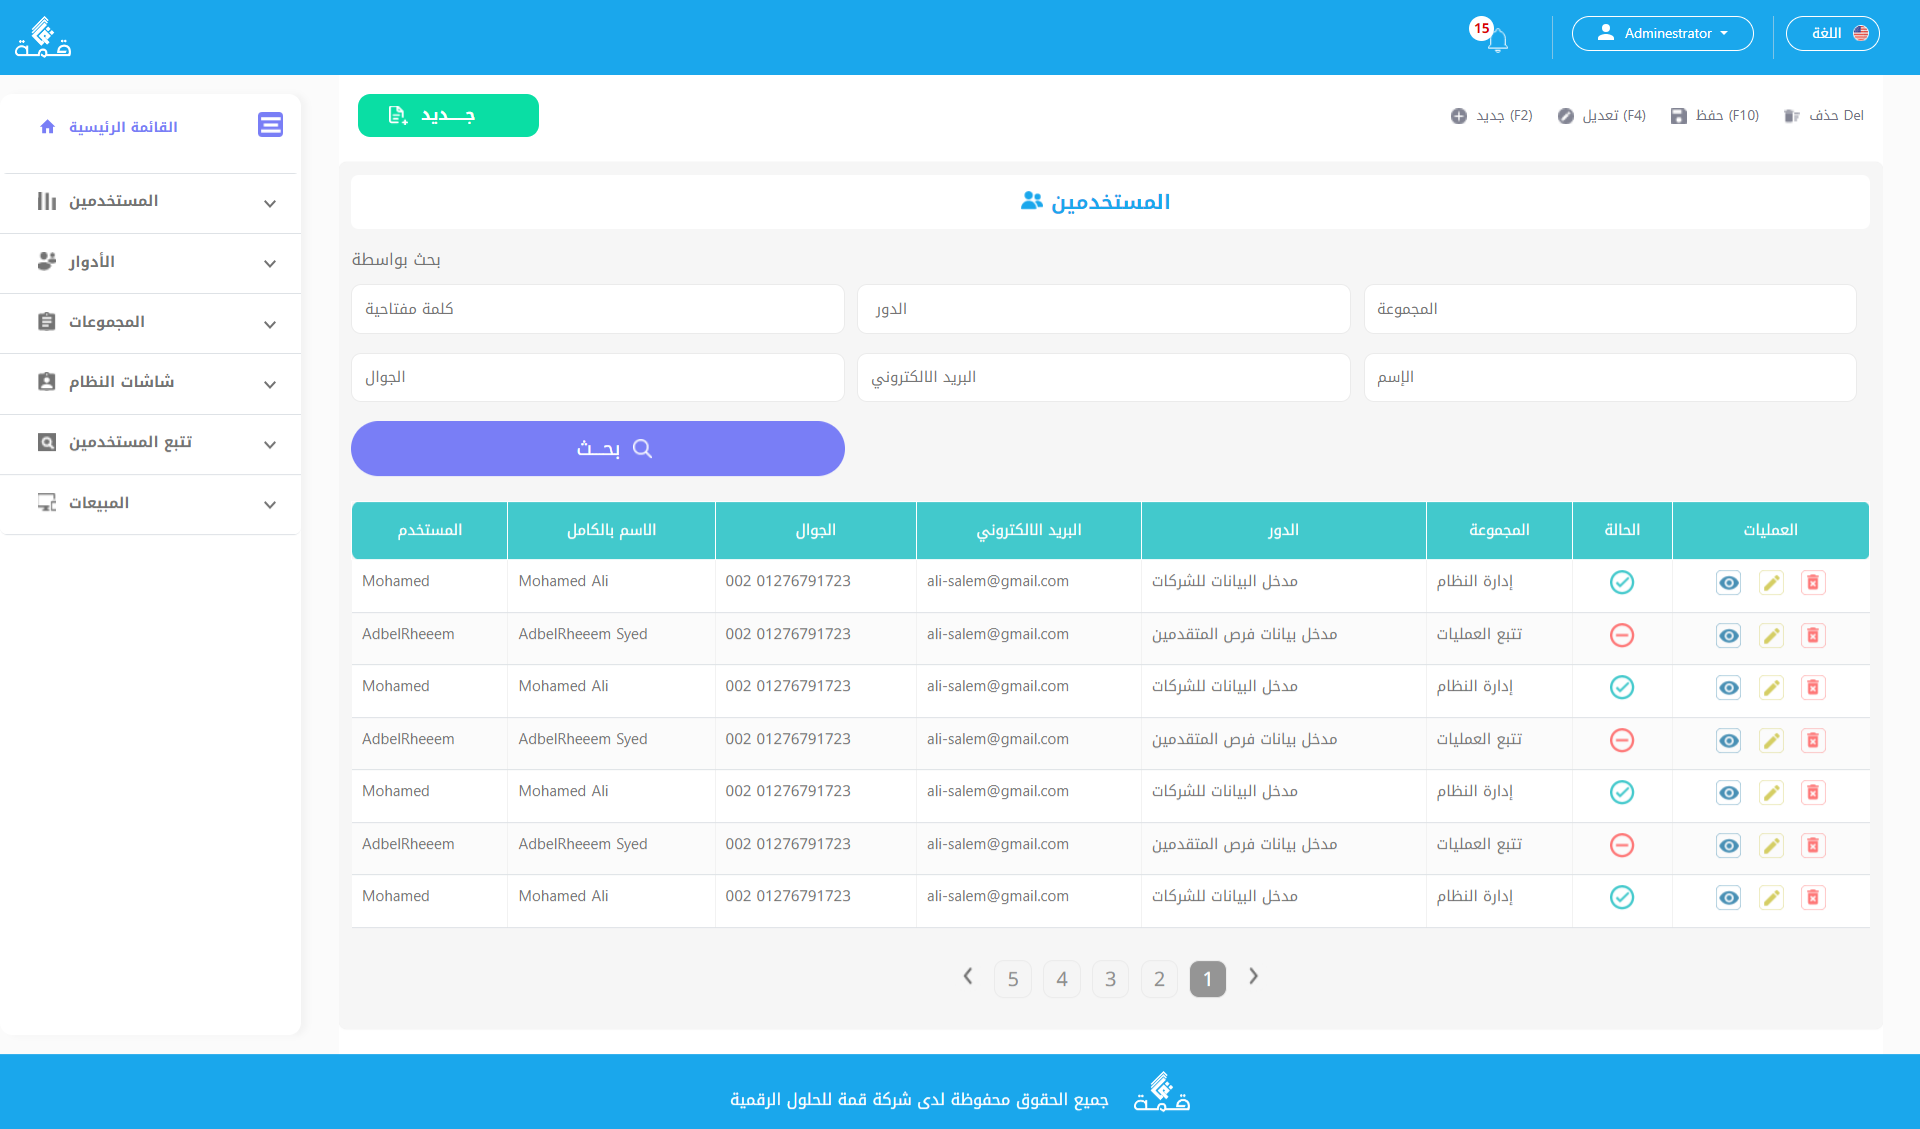 قمة
15
Adminestrator
اللغة
القائمة الرئيسية
المستخدمين
الأدوار
المجموعات
شاشات النظام
تتبع المستخدمين
المبيعات
جـــديد
جديد (F2)
تعديل (F4)
حفظ (F10)
حذف Del
المستخدمين
بحث بواسطة
كلمة مفتاحية
الدور
المجموعة
الجوال
البريد الالكتروني
الإسم
بحــث
المستخدم الاسم بالكامل الجوال البريد الالكتروني الدور المجموعة الحالة العمليات
Mohamed Mohamed Ali 002 01276791723 ali-salem@gmail.com مدخل البيانات للشركات إدارة النظام
AdbelRheeem AdbelRheeem Syed 002 01276791723 ali-salem@gmail.com مدخل بيانات فرص المتقدمين تتبع العمليات
Mohamed Mohamed Ali 002 01276791723 ali-salem@gmail.com مدخل البيانات للشركات إدارة النظام
AdbelRheeem AdbelRheeem Syed 002 01276791723 ali-salem@gmail.com مدخل بيانات فرص المتقدمين تتبع العمليات
Mohamed Mohamed Ali 002 01276791723 ali-salem@gmail.com مدخل البيانات للشركات إدارة النظام
AdbelRheeem AdbelRheeem Syed 002 01276791723 ali-salem@gmail.com مدخل بيانات فرص المتقدمين تتبع العمليات
Mohamed Mohamed Ali 002 01276791723 ali-salem@gmail.com مدخل البيانات للشركات إدارة النظام
5 4 3 2 1
جميع الحقوق محفوظة لدى شركة قمة للحلول الرقمية
قمة